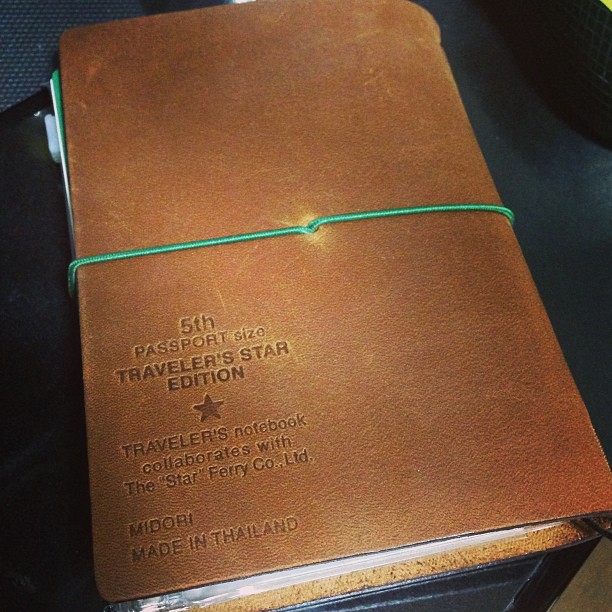 5th
PASSPORT size
TRAVELER'S STAR
EDITION
TRAVELER'S notebook
collaborates with
The "Star" Ferry Co.,Ltd.
MIDORI
MADE IN THAILAND